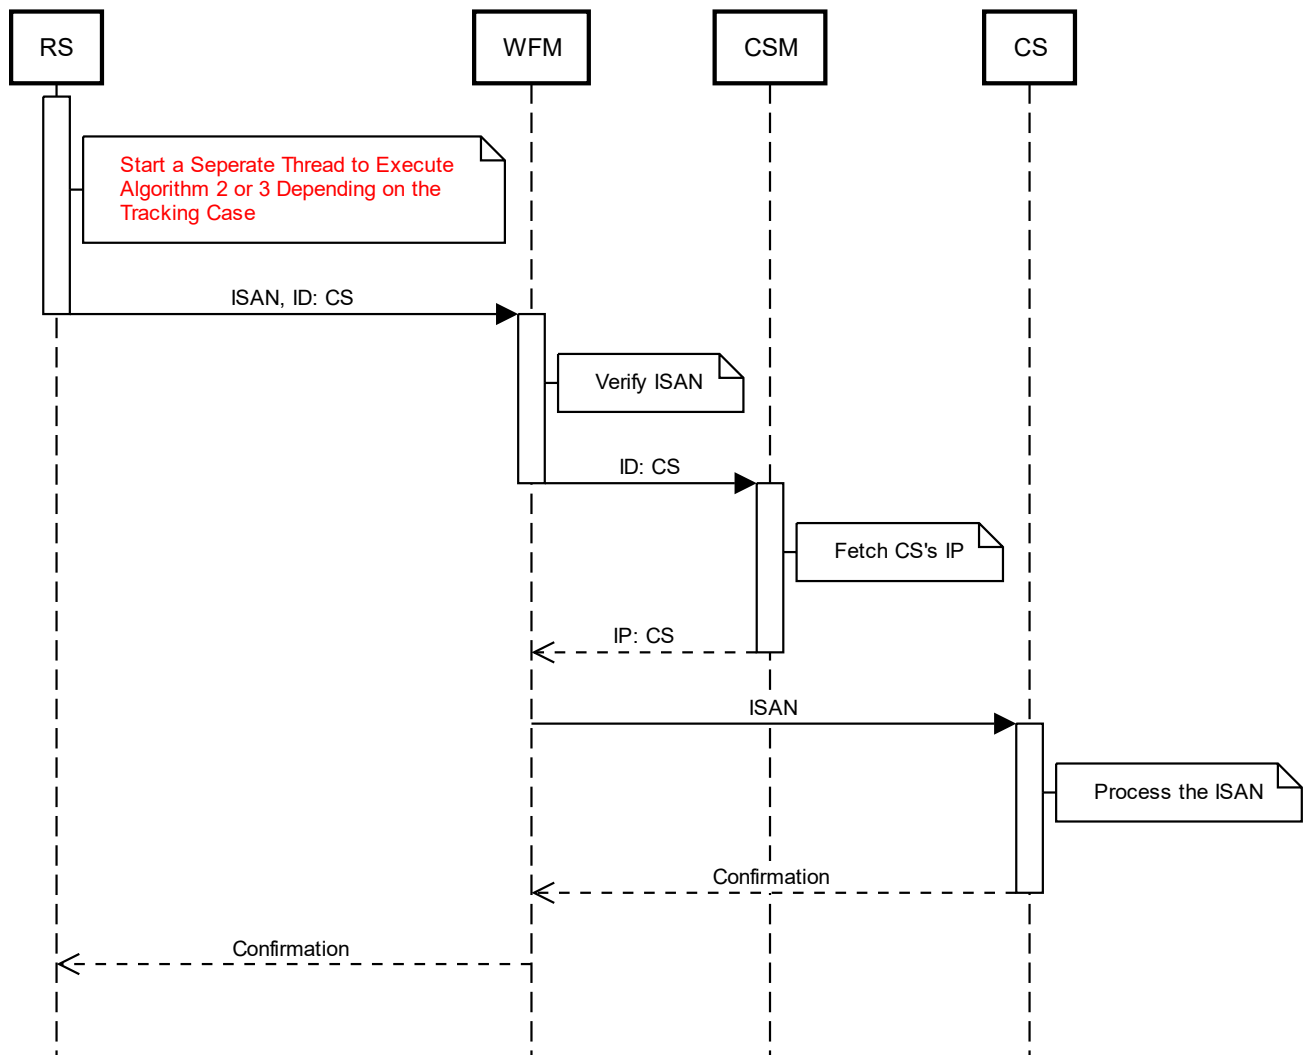 RS
WFM
CSM
CS
Start a Seperate Thread to Execute
Algorithm 2 or 3 Depending on the
Tracking Case
ISAN, ID: CS
Verify ISAN
ID: CS
Fetch CS's IP
IP: CS
ISAN
Process the ISAN
Confirmation
Confirmation